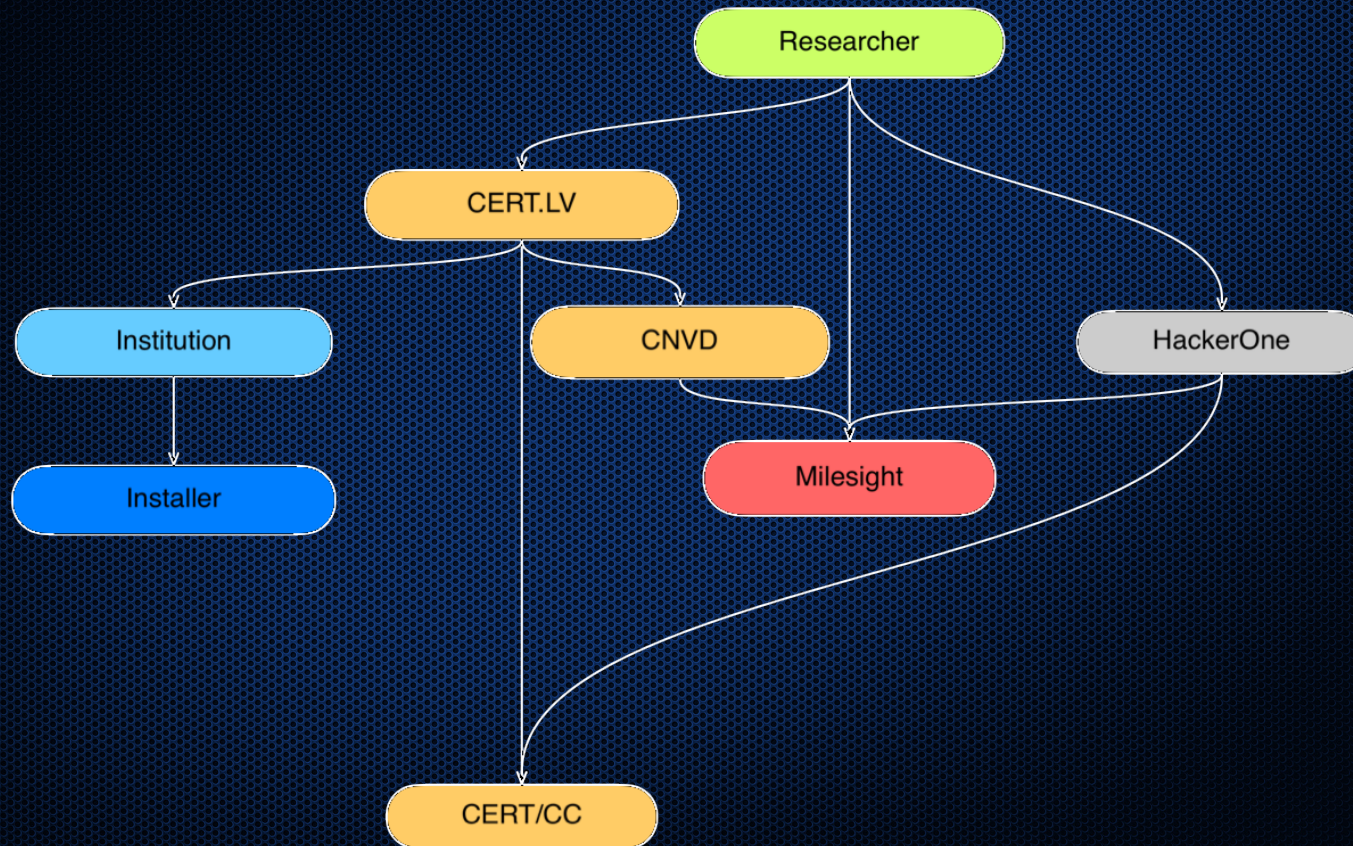 Researcher
CERT.LV
Institution
CNVD
HackerOne
Milesight
Installer
CERT/CC